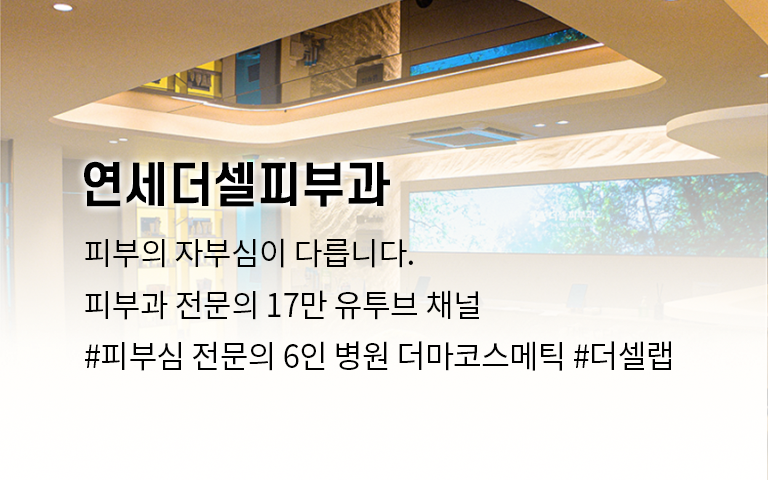 연세더셀피부과
피부의 자부심이 다릅니다.
피부과 전문의 17만 유투브 채널
#피부심 전문의 6인 병원 더마코스메틱 #더셀랩